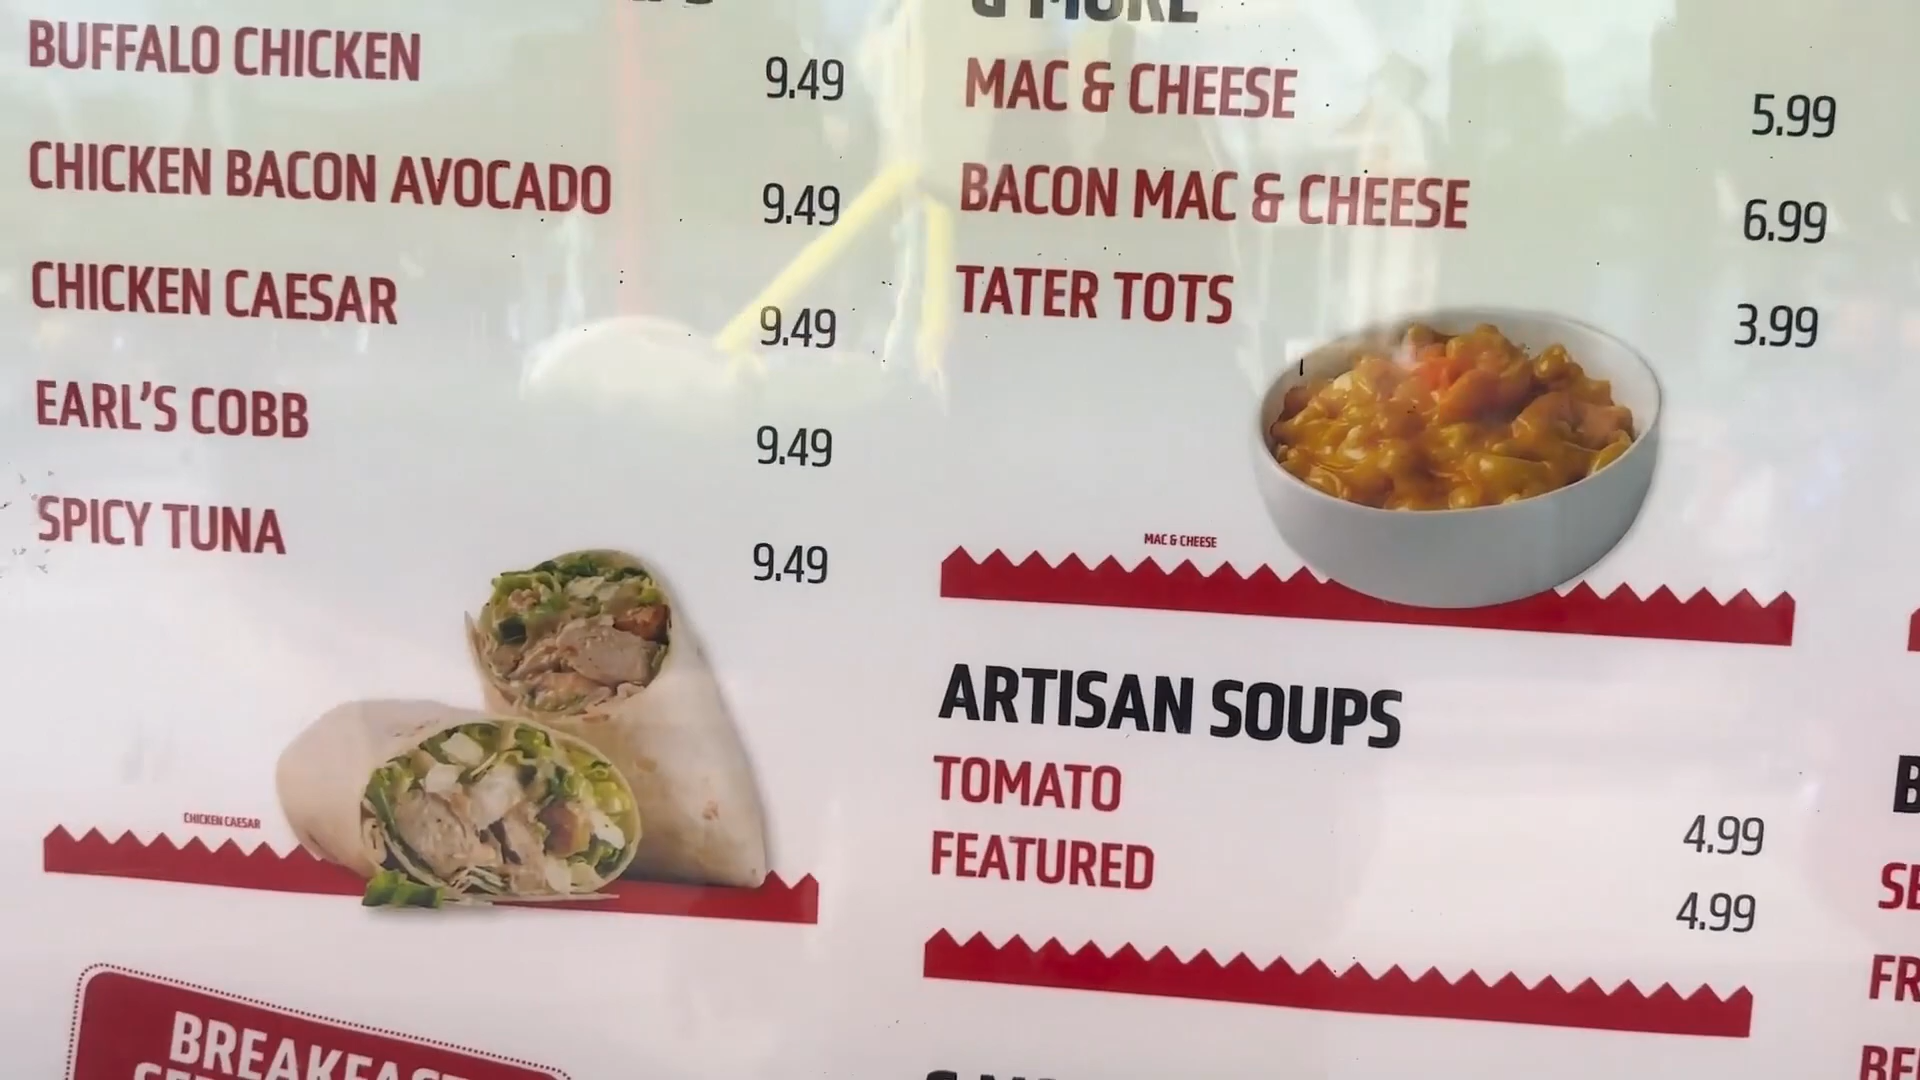 BUFFALO CHICKEN 9.49
CHICKEN BACON AVOCADO 9.49
CHICKEN CAESAR 9.49
EARL'S COBB 9.49
SPICY TUNA 9.49
CHICKEN CAESAR
& MORE
MAC & CHEESE 5.99
BACON MAC & CHEESE 6.99
TATER TOTS 3.99
MAC & CHEESE
ARTISAN SOUPS
TOMATO 4.99
FEATURED 4.99